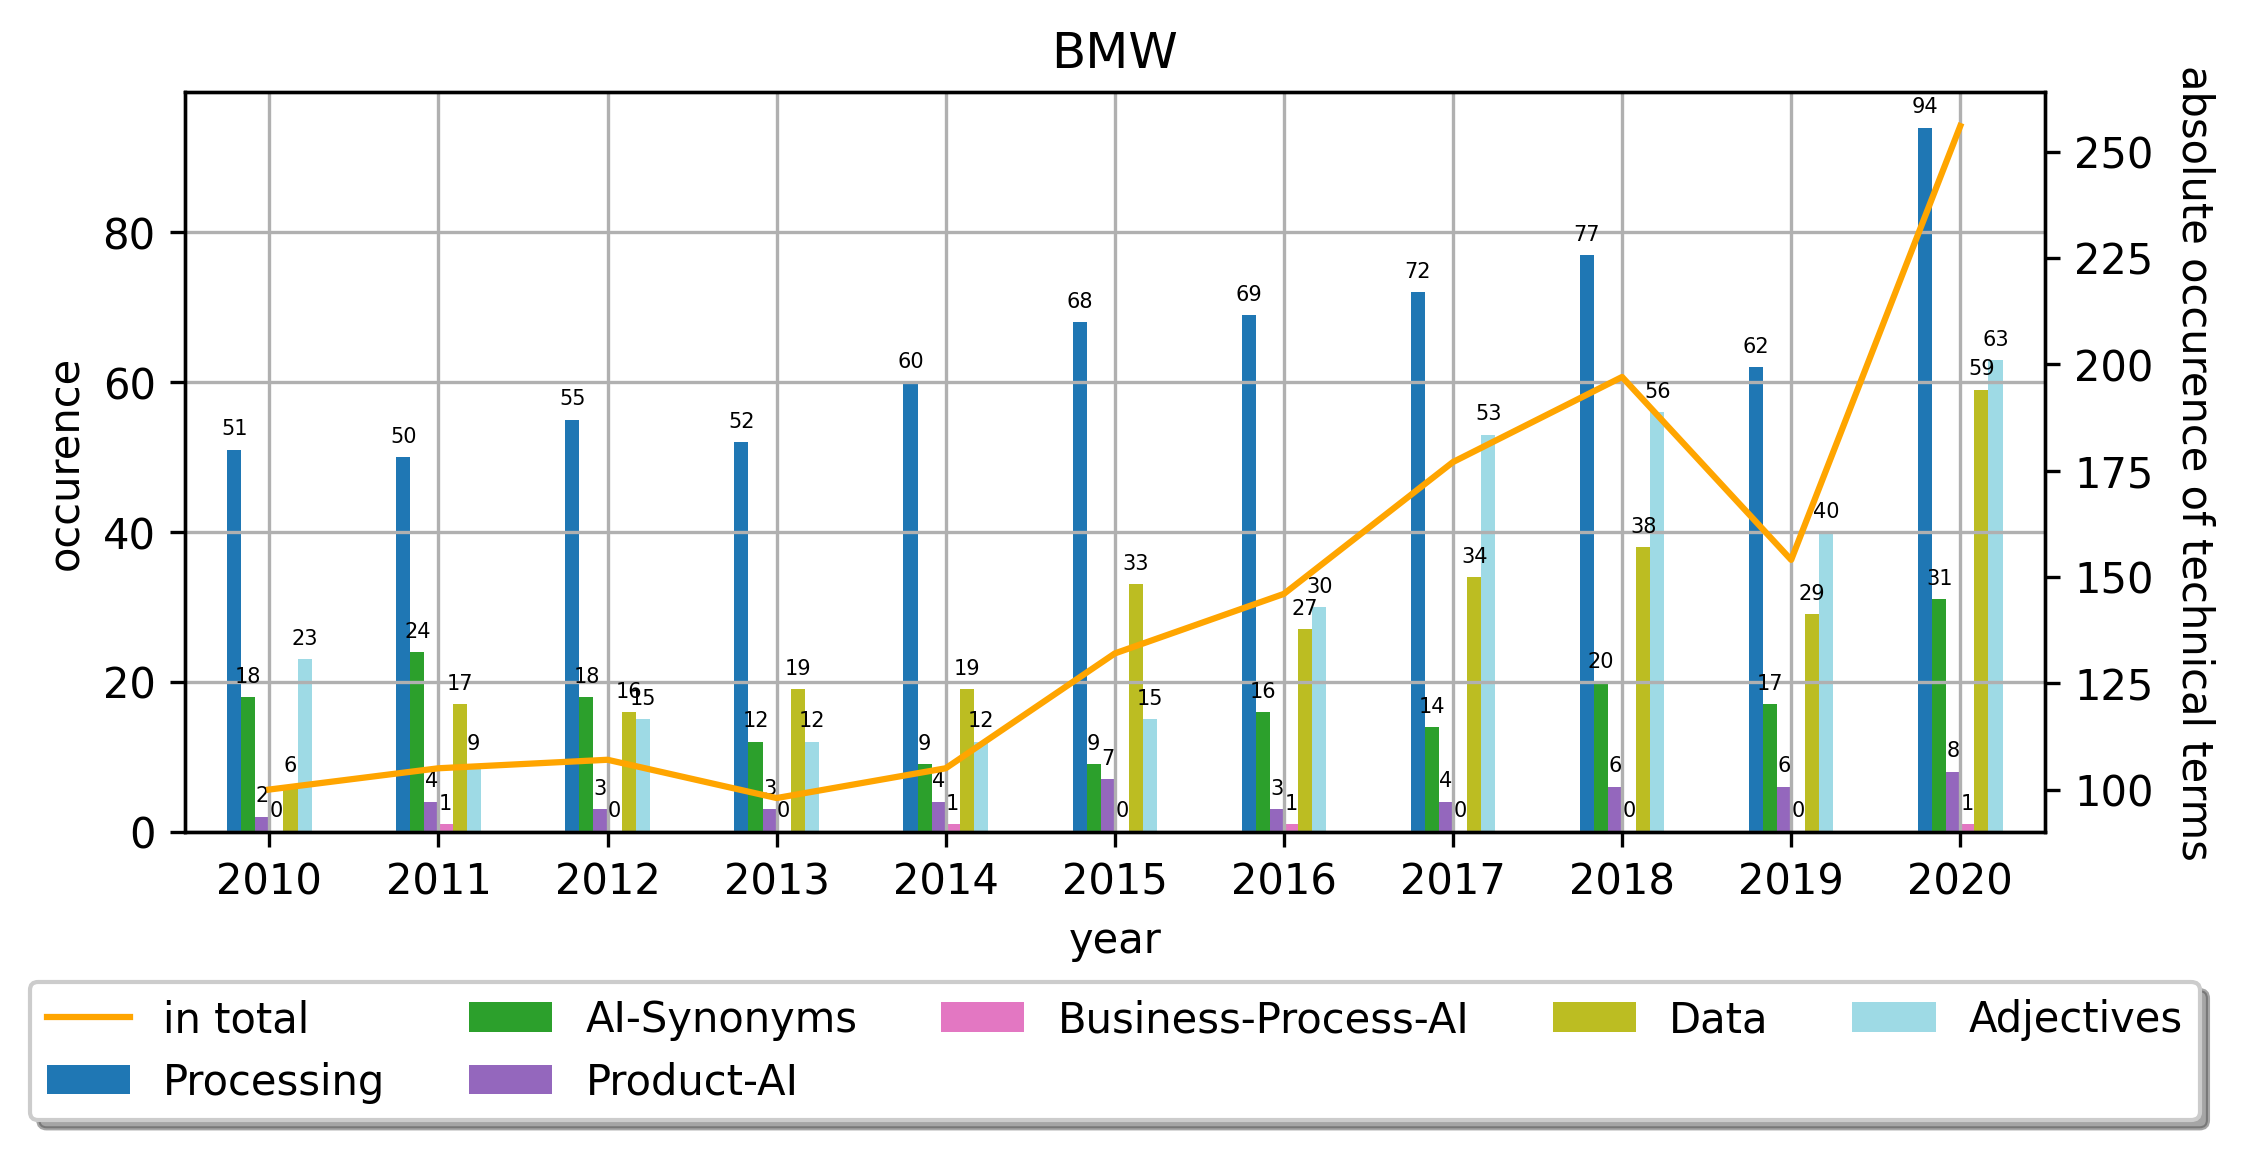 BMW
occurence
absolute occurence of technical terms
80
60
40
20
0
250
225
200
175
150
125
100
51 18 2 0 6 23
50 24 4 1 17 9
55 18 3 0 16 15
52 12 3 0 19 12
60 9 4 1 19 12
68 9 7 0 33 15
69 16 3 1 27 30
72 14 4 0 34 53
77 20 6 0 38 56
62 17 6 0 29 40
94 31 8 1 59 63
2010 2011 2012 2013 2014 2015 2016 2017 2018 2019 2020
year
in total AI-Synonyms Business-Process-AI Data Adjectives
Processing Product-AI